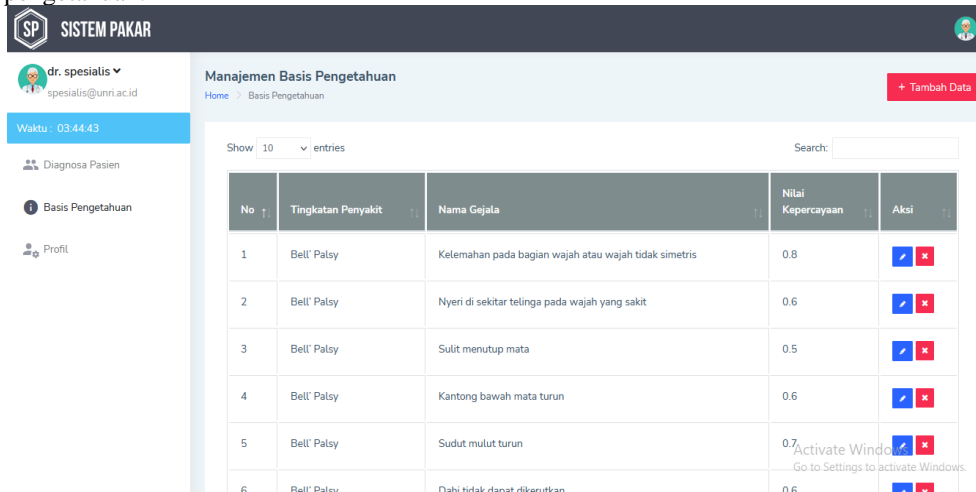 SP SISTEM PAKAR
dr. spesialis
spesialis@unri.ac.id
Waktu : 03:44:43
Diagnosa Pasien
Basis Pengetahuan
Profil
Manajemen Basis Pengetahuan
Home > Basis Pengetahuan
+ Tambah Data
Show 10 entries
Search:
No Tingkatan Penyakit Nama Gejala Nilai Kepercayaan Aksi
1 Bell' Palsy Kelemahan pada bagian wajah atau wajah tidak simetris 0.8
2 Bell' Palsy Nyeri di sekitar telinga pada wajah yang sakit 0.6
3 Bell' Palsy Sulit menutup mata 0.5
4 Bell' Palsy Kantong bawah mata turun 0.6
5 Bell' Palsy Sudut mulut turun 0.7
6 Bell' Palsy Dahi tidak dapat dikerutkan 0.6
Activate Windows
Go to Settings to activate Windows.